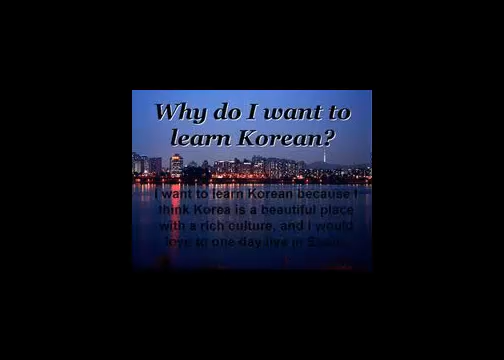 Why do I want to
learn Korean?
I want to learn Korean because I
think Korea is a beautiful place
with a rich culture, and I would
love to one day live in Seoul.